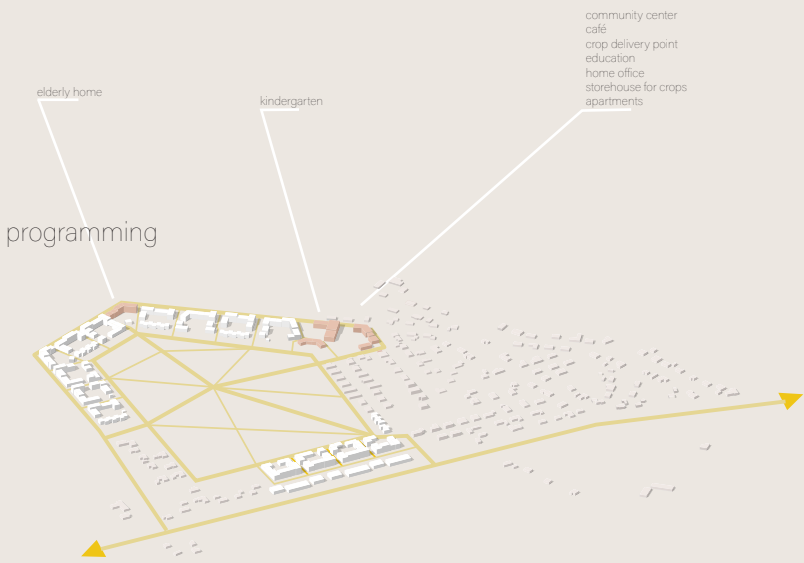 community center
café
crop delivery point
education
home office
storehouse for crops
apartments
elderly home
kindergarten
programming